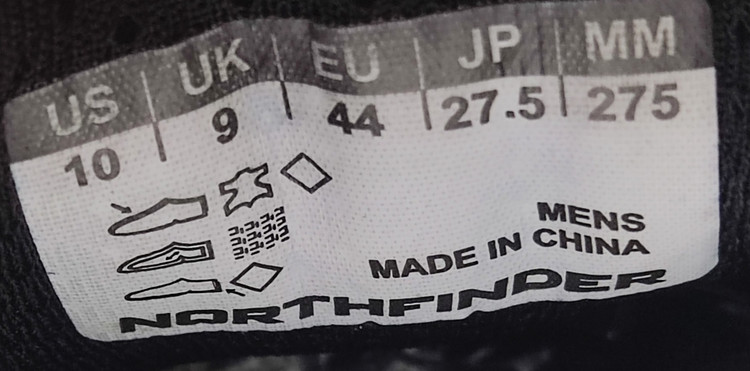 US | UK | EU | JP | MM
10 | 9 | 44 | 27.5 | 275
MENS
MADE IN CHINA
NORTHFINDER